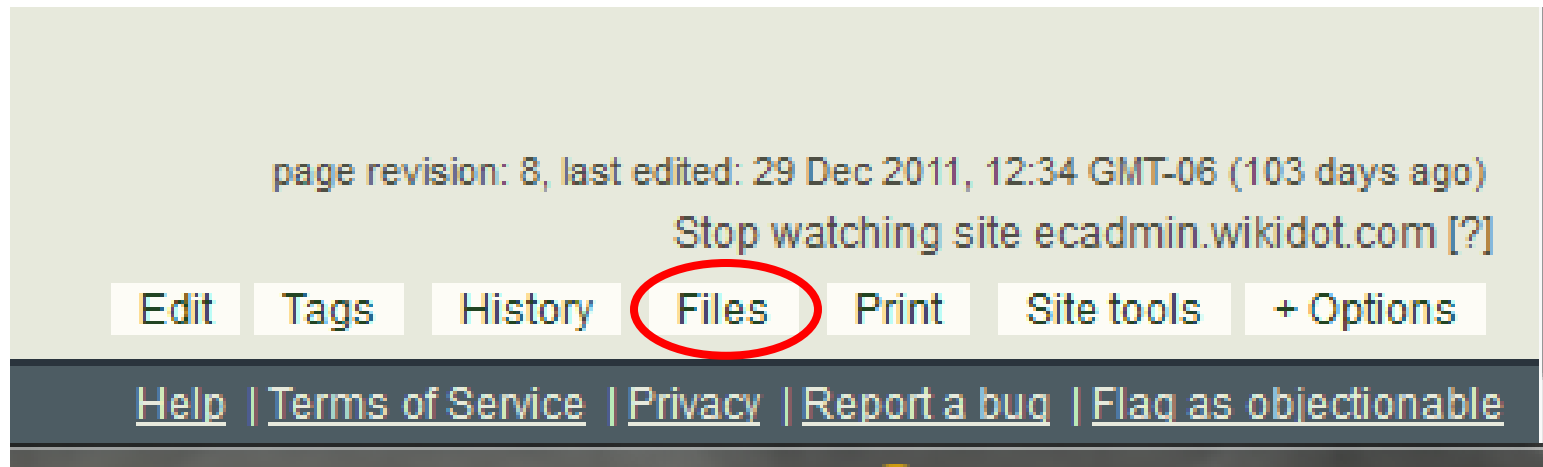 page revision: 8, last edited: 29 Dec 2011, 12:34 GMT-06 (103 days ago)
Stop watching site ecadmin.wikidot.com [?]
Edit Tags History Files Print Site tools + Options
Help | Terms of Service | Privacy | Report a bug | Flag as objectionable